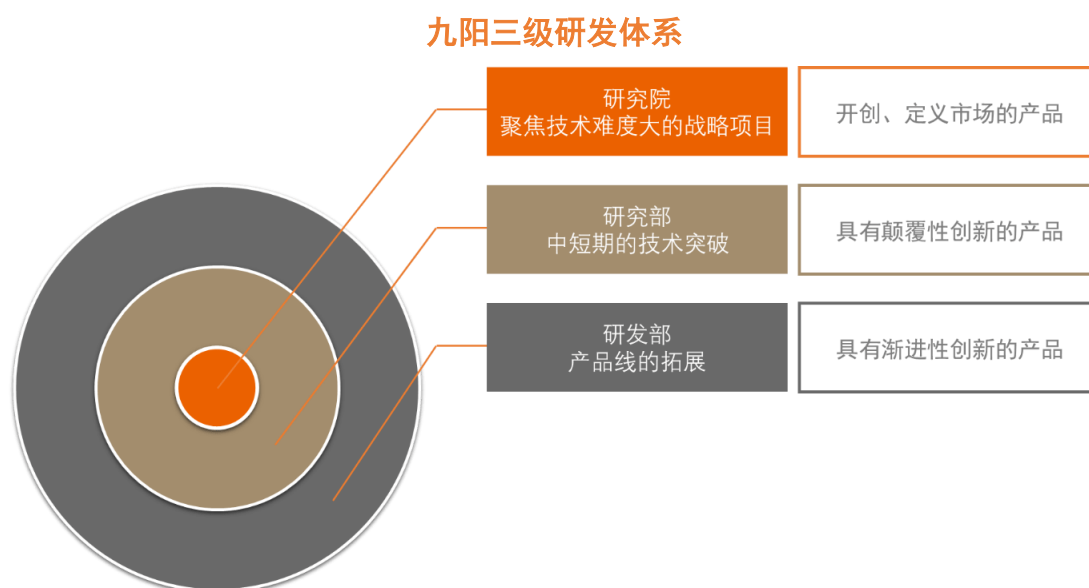 九阳三级研发体系
研究院
聚焦技术难度大的战略项目
开创、定义市场的产品
研究部
中短期的技术突破
具有颠覆性创新的产品
研发部
产品线的拓展
具有渐进性创新的产品